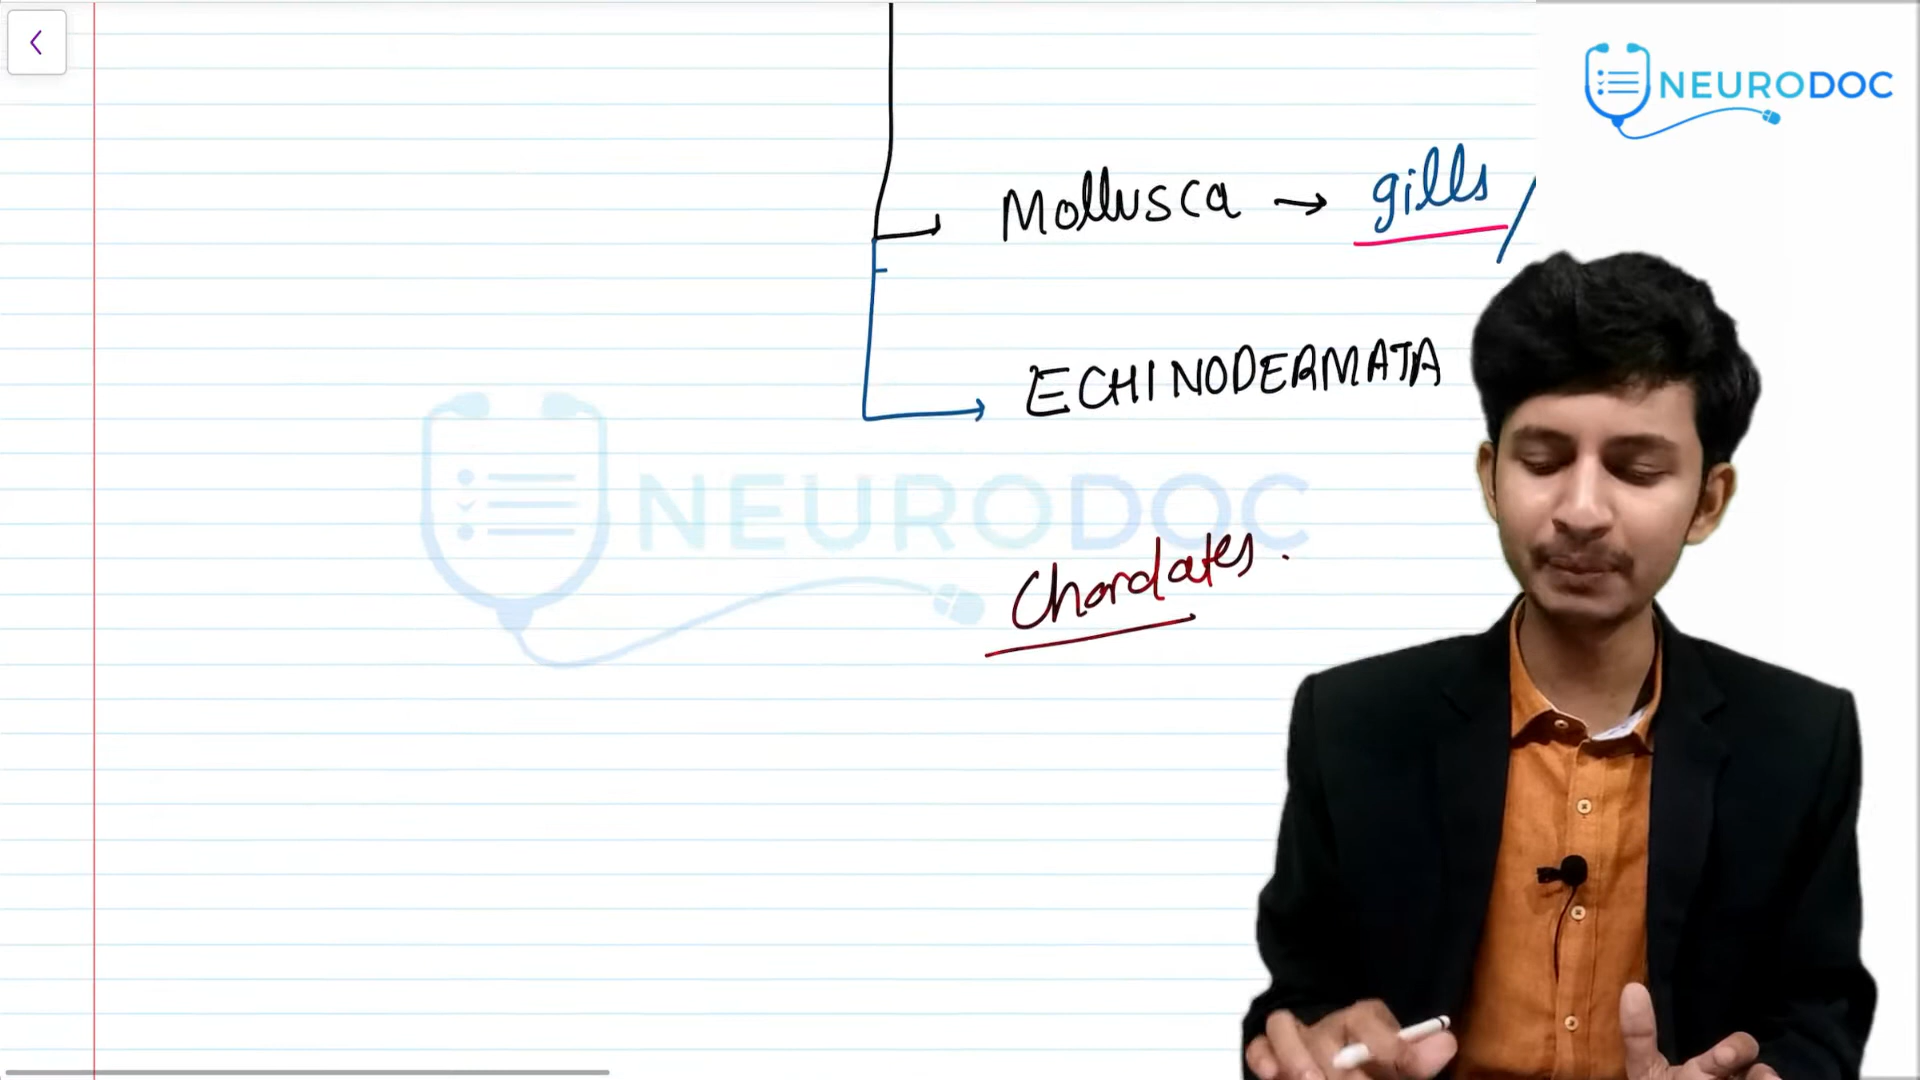 NEURODOC
Mollusca → gills /
ECHINODERMATA
NEURODOC
Chordates.